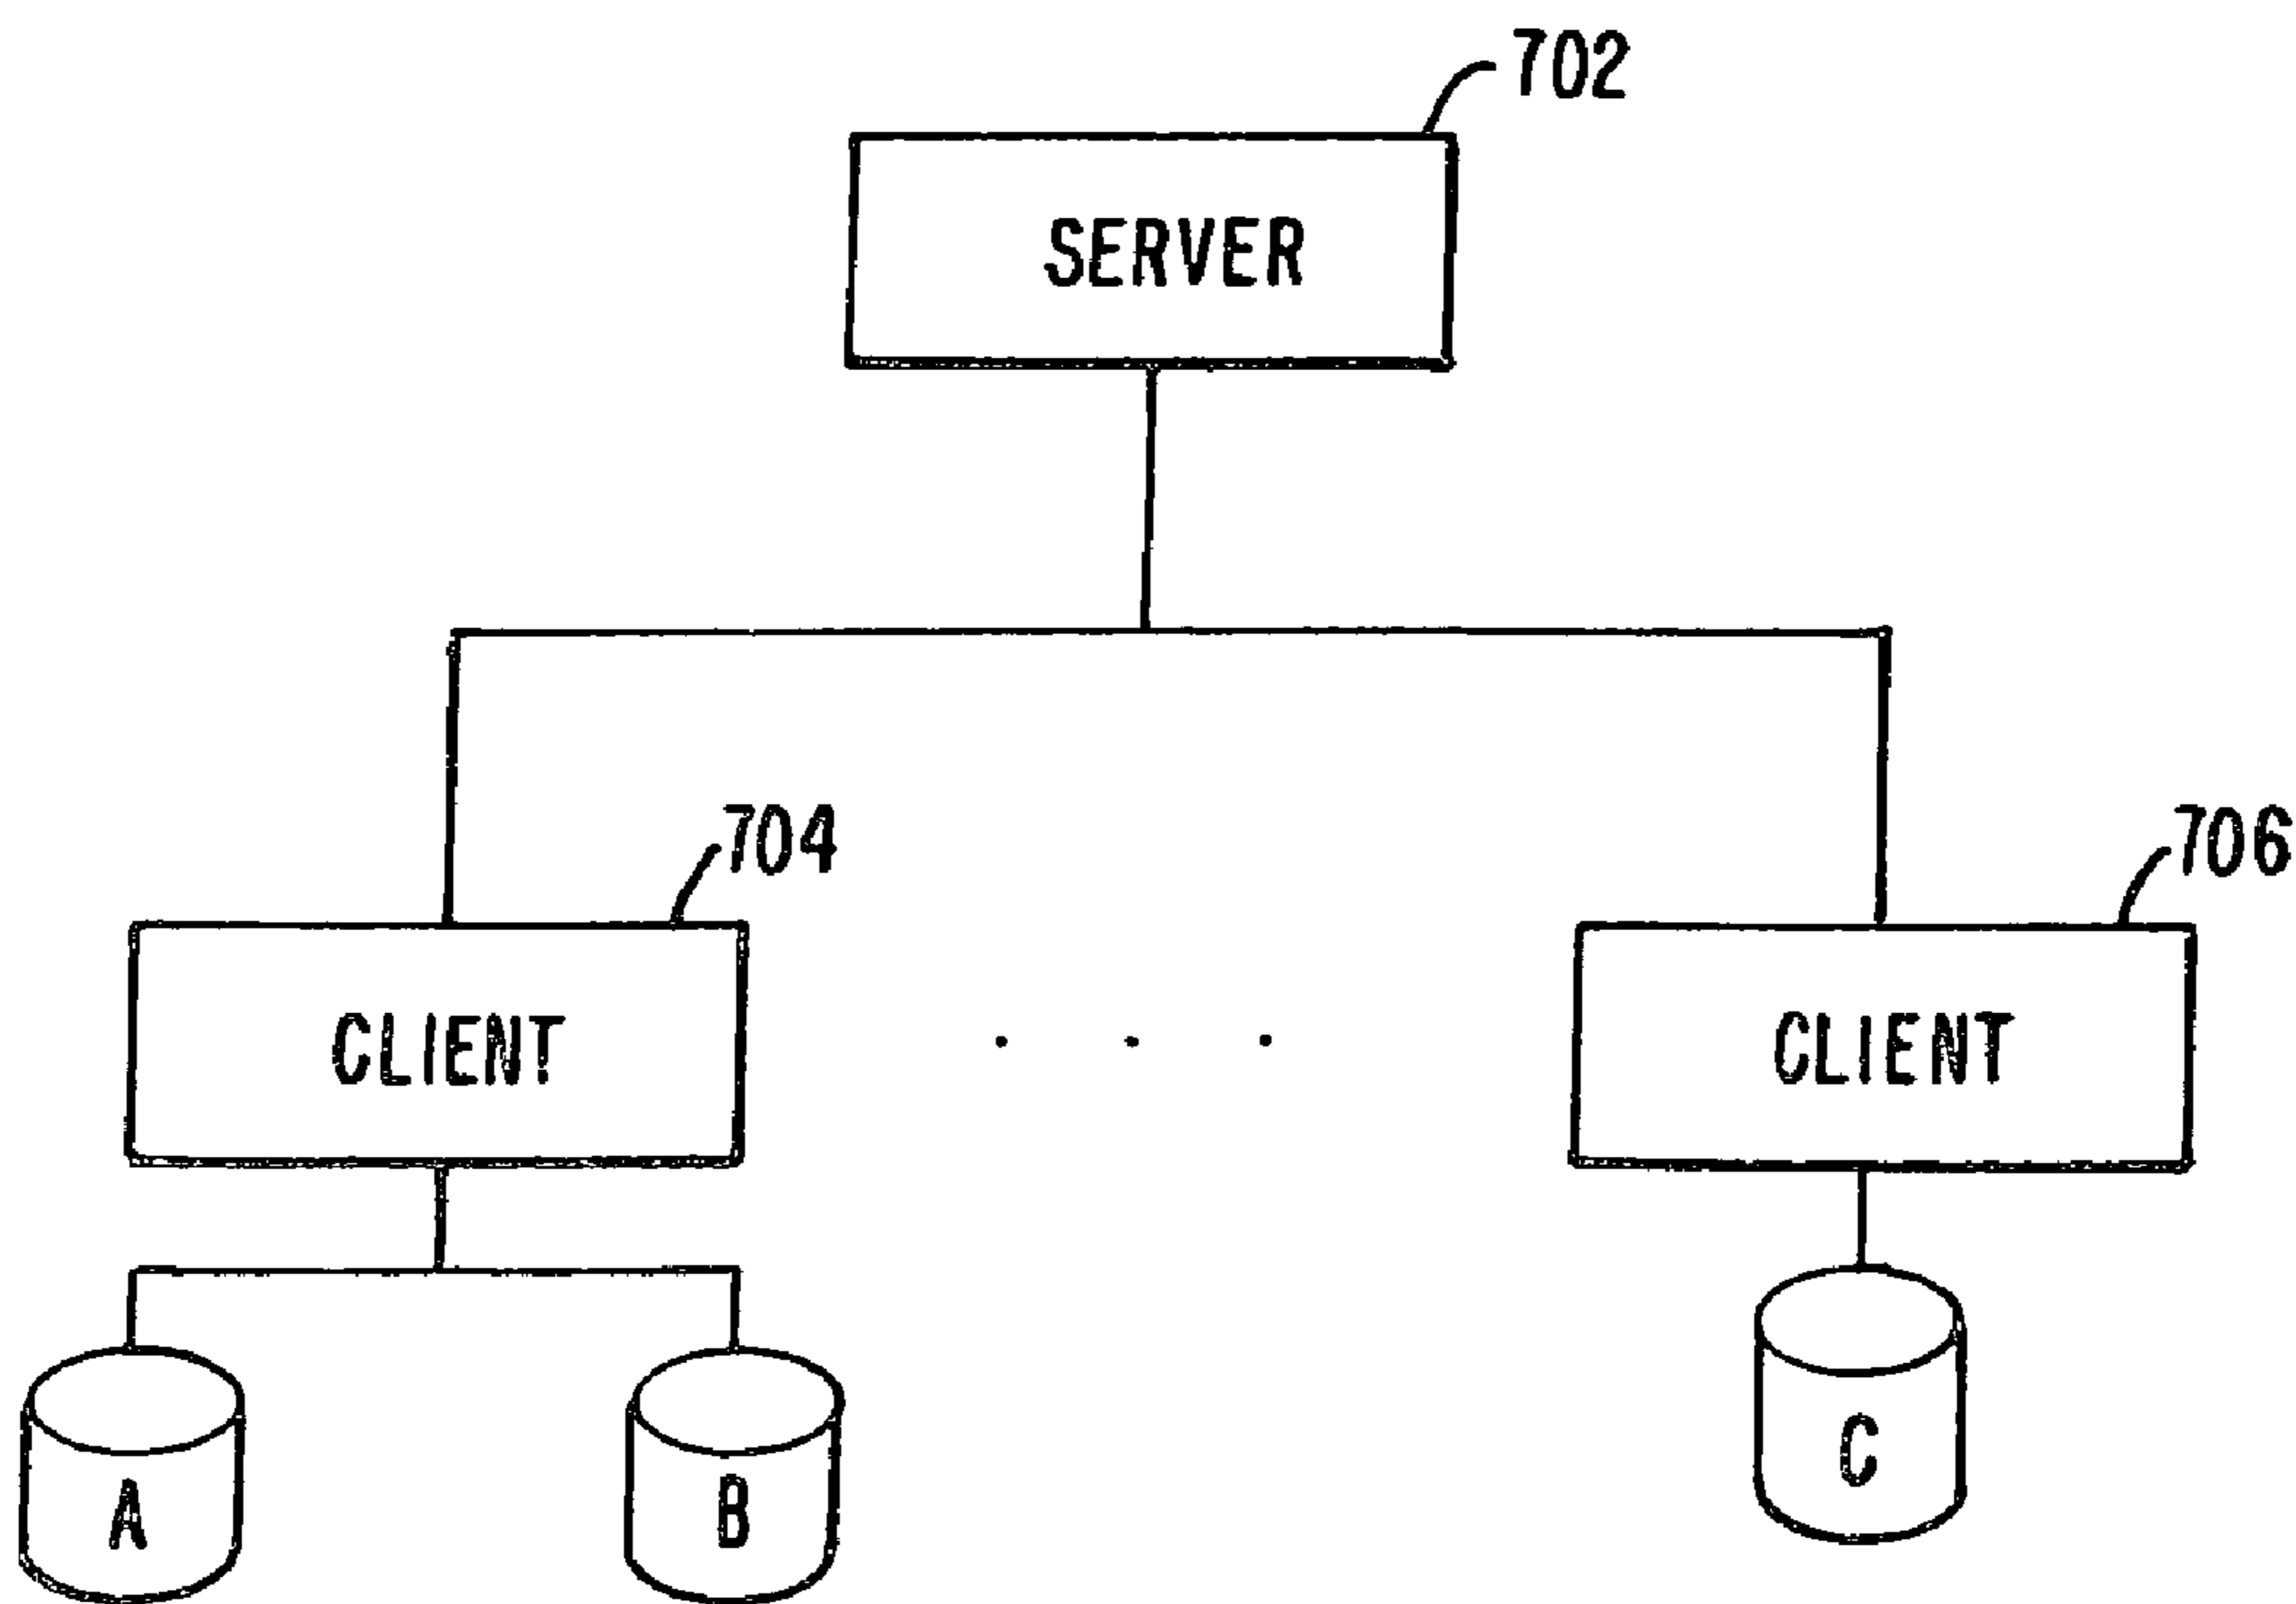 702
SERVER
704
706
CLIENT
. . .
CLIENT
A
B
C